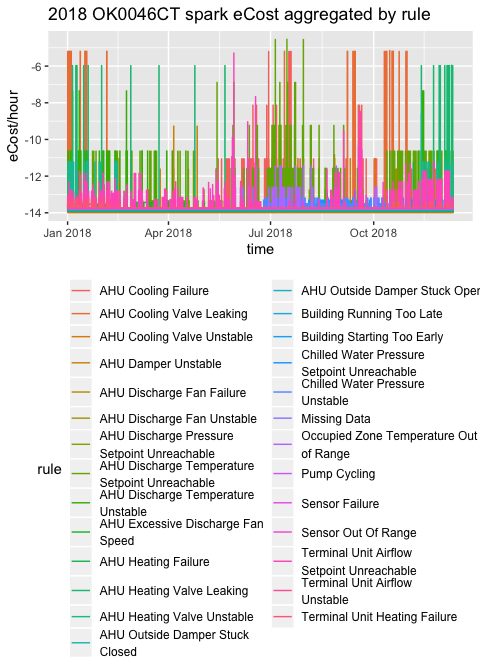 2018 OK0046CT spark eCost aggregated by rule
-6
-8
-10
-12
-14
eCost/hour
Jan 2018
Apr 2018
Jul 2018
Oct 2018
time
rule
AHU Cooling Failure
AHU Cooling Valve Leaking
AHU Cooling Valve Unstable
AHU Damper Unstable
AHU Discharge Fan Failure
AHU Discharge Fan Unstable
AHU Discharge Pressure
Setpoint Unreachable
AHU Discharge Temperature
Setpoint Unreachable
AHU Discharge Temperature
Unstable
AHU Excessive Discharge Fan
Speed
AHU Heating Failure
AHU Heating Valve Leaking
AHU Heating Valve Unstable
AHU Outside Damper Stuck
Closed
AHU Outside Damper Stuck Oper
Building Running Too Late
Building Starting Too Early
Chilled Water Pressure
Setpoint Unreachable
Chilled Water Pressure
Unstable
Missing Data
Occupied Zone Temperature Out
of Range
Pump Cycling
Sensor Failure
Sensor Out Of Range
Terminal Unit Airflow
Setpoint Unreachable
Terminal Unit Airflow
Unstable
Terminal Unit Heating Failure